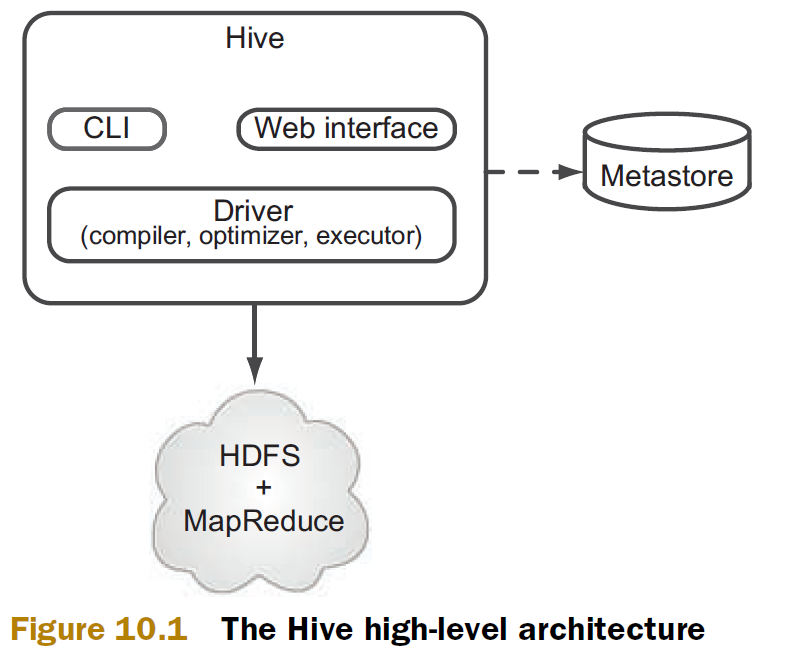 Hive
CLI
Web interface
Driver
(compiler, optimizer, executor)
Metastore
HDFS
+
MapReduce
Figure 10.1 The Hive high-level architecture